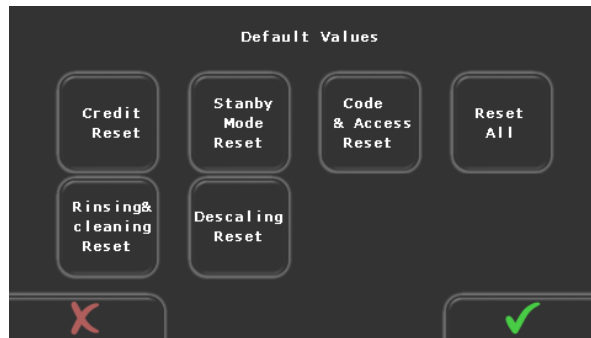 Default Values
Credit
Reset
Stanby
Mode
Reset
Code
& Access
Reset
Reset
All
Rinsing&
cleaning
Reset
Descaling
Reset